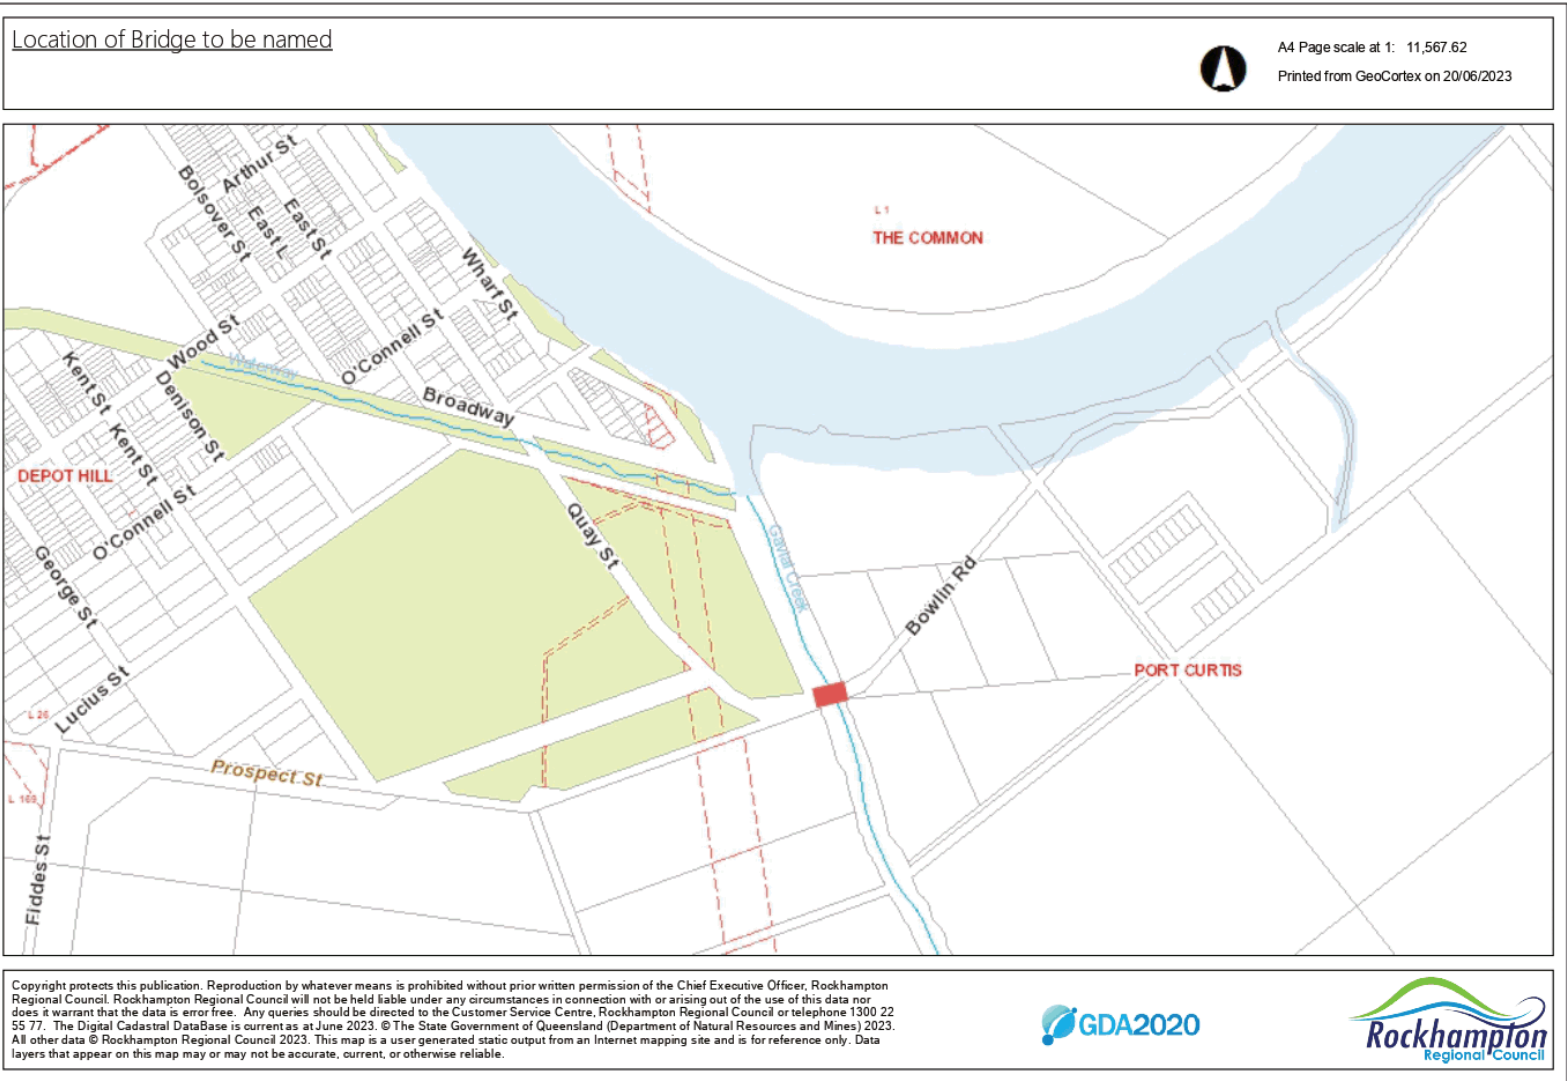 Location of Bridge to be named
A4 Page scale at 1: 11,567.62
Printed from GeoCortex on 20/06/2023
Arthur St
Bolsover St
East St
East L
L 1
THE COMMON
Wharf St
Wood St
O'Connell St
Waterway
Kent St
Denison St
Broadway
Kent St
DEPOT HILL
O'Connell St
Quay St
Gavial Creek
George St
Bowlin Rd
PORT CURTIS
Lucius St
L 26
Prospect St
L 169
Fiddes St
Copyright protects this publication. Reproduction by whatever means is prohibited without prior written permission of the Chief Executive Officer, Rockhampton
Regional Council. Rockhampton Regional Council will not be held liable under any circumstances in connection with or arising out of the use of this data nor
does it warrant that the data is error free. Any queries should be directed to the Customer Service Centre, Rockhampton Regional Council or telephone 1300 22
55 77. The Digital Cadastral DataBase is current as at June 2023. © The State Government of Queensland (Department of Natural Resources and Mines) 2023.
All other data © Rockhampton Regional Council 2023. This map is a user generated static output from an Internet mapping site and is for reference only. Data
layers that appear on this map may or may not be accurate, current, or otherwise reliable.
GDA2020
Rockhampton
Regional Council